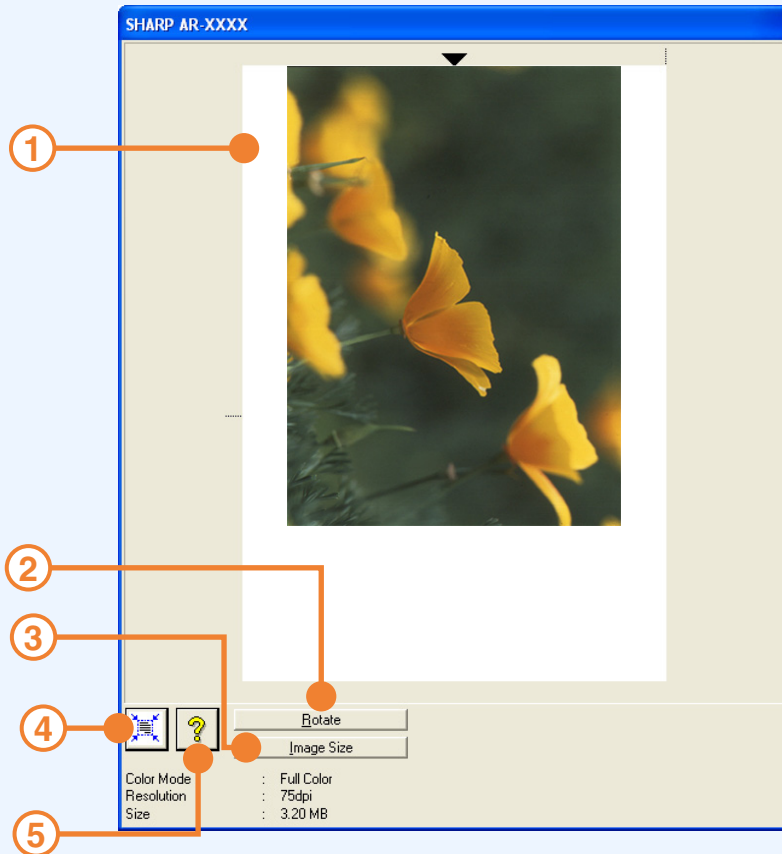 SHARP AR-XXXX
1
2
3
4
5
?
Rotate
Image Size
Color Mode : Full Color
Resolution : 75dpi
Size : 3.20 MB